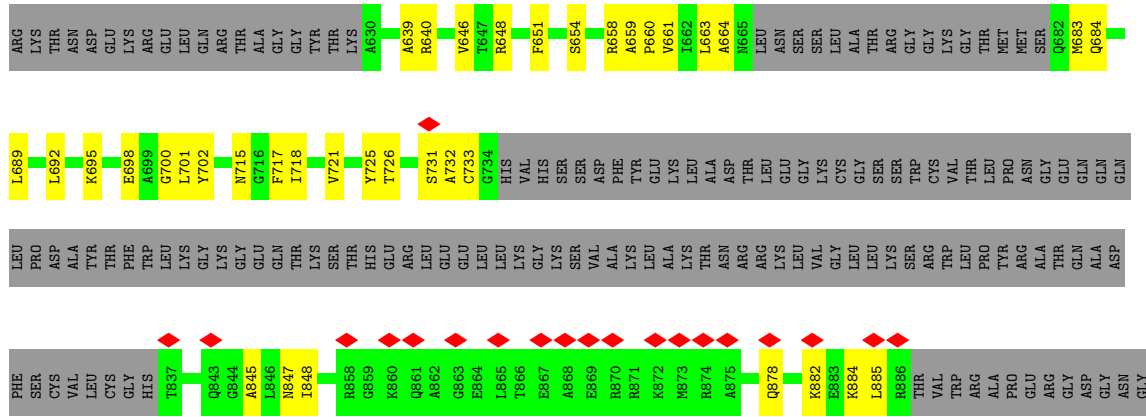 ARG LYS THR ASN ASP GLU LYS ARG GLU LEU GLN ARG THR ALA GLY GLY TYR THR LYS A630 A639 R640 V646 T647 R648 F651 S654 R658 A659 P660 V661 I662 L663 A664 N665 LEU ASN SER SER LEU ALA THR ARG GLY GLY LYS GLY THR MET MET SER Q682 M683 Q684
L689 L692 K695 E698 A699 G700 L701 Y702 N715 G716 F717 I718 V721 Y725 T726 S731 A732 C733 G734 HIS VAL HIS SER SER ASP PHE TYR GLU LYS LEU ALA ASP THR LEU GLU GLY LYS CYS GLY SER SER TRP CYS VAL THR LEU PRO ASN GLY GLU GLN GLN GLN
LEU PRO ASP ALA TYR THR PHE TRP LEU LYS GLY LYS GLY GLU GLN THR LYS SER THR HIS GLU ARG LEU GLU GLU LEU LEU LYS GLY LYS SER VAL ALA LYS LEU ALA LYS THR ASN ARG ARG LYS LEU VAL GLY LEU LEU LYS SER ARG TRP LEU PRO TYR ARG ALA THR GLN ALA ASP
PHE SER CYS VAL LEU CYS GLY HIS T837 Q843 G844 A845 L846 N847 I848 R858 G859 K860 Q861 A862 G863 E864 L865 T866 E867 A868 E869 R870 R871 K872 M873 R874 A875 Q878 K882 E883 K884 L885 R886 THR VAL TRP ARG ALA PRO GLU ARG GLY ASP GLY ASN GLY